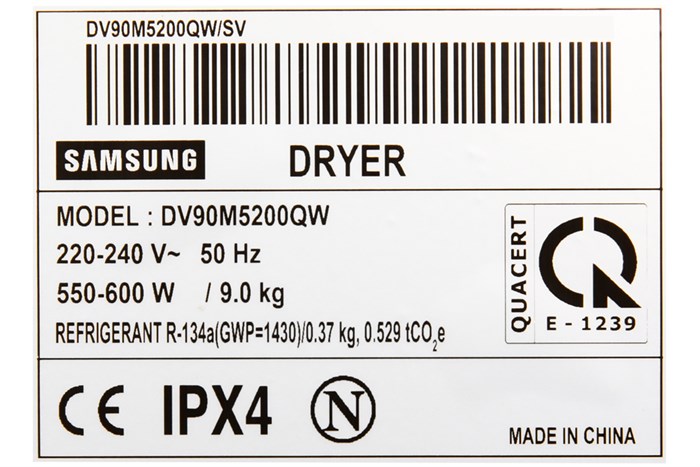 DV90M5200QW/SV
SAMSUNG DRYER
MODEL : DV90M5200QW
220-240 V~ 50 Hz
550-600 W / 9.0 kg
REFRIGERANT R-134a(GWP=1430)/0.37 kg, 0.529 tCO₂e
QUACERT
E - 1239
CE IPX4 N
MADE IN CHINA